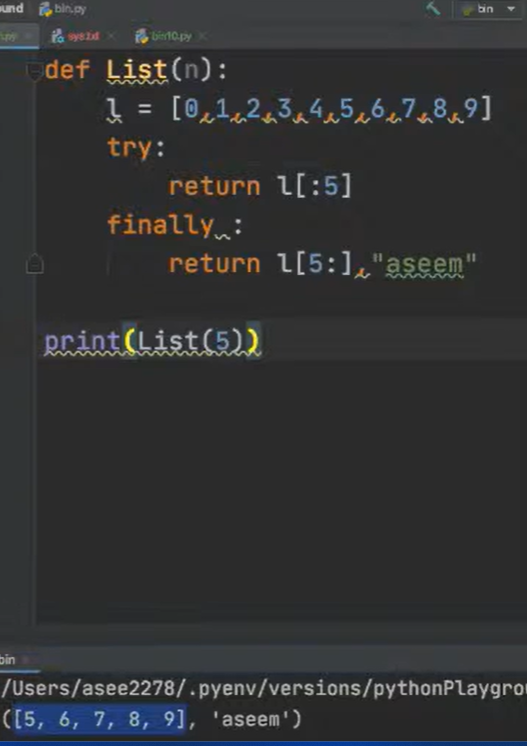 ound bin.py bin
.py sys.txt bin10.py
def List(n):
l = [0,1,2,3,4,5,6,7,8,9]
try:
return l[:5]
finally :
return l[5:],"aseem"
print(List(5))
bin
/Users/asee2278/.pyenv/versions/pythonPlaygrou
([5, 6, 7, 8, 9], 'aseem')